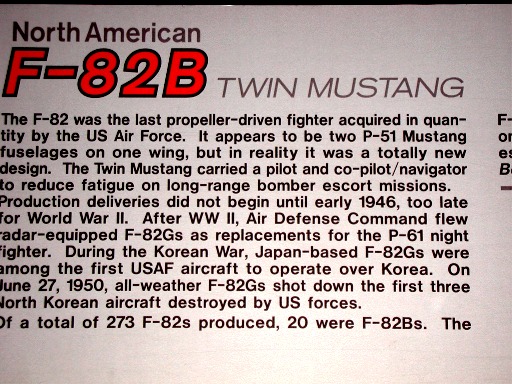 North American
F-82B TWIN MUSTANG
The F-82 was the last propeller-driven fighter acquired in quan-
tity by the US Air Force. It appears to be two P-51 Mustang
fuselages on one wing, but in reality it was a totally new
design. The Twin Mustang carried a pilot and co-pilot/navigator
to reduce fatigue on long-range bomber escort missions.
Production deliveries did not begin until early 1946, too late
for World War II. After WW II, Air Defense Command flew
radar-equipped F-82Gs as replacements for the P-61 night
fighter. During the Korean War, Japan-based F-82Gs were
among the first USAF aircraft to operate over Korea. On
June 27, 1950, all-weather F-82Gs shot down the first three
North Korean aircraft destroyed by US forces.
Of a total of 273 F-82s produced, 20 were F-82Bs. The